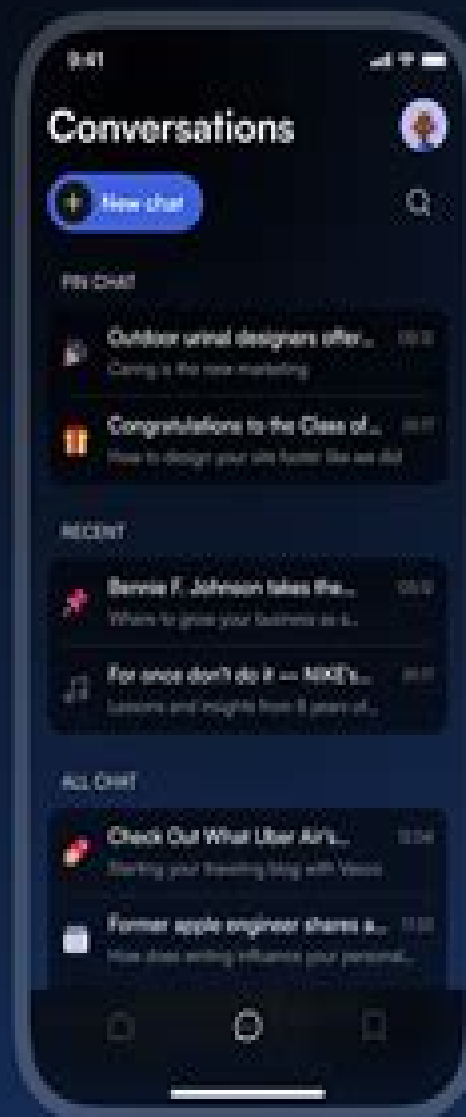 9:41
Conversations
New chat
PIN CHAT
Outdoor urinal designers offer...
Caring is the new marketing
Congratulations to the Class of...
How to design your site faster like we did
RECENT
Bennie F. Johnson takes the...
Where to grow your business as a...
For once don't do it — NIKE's...
Lessons and insights from 8 years of...
ALL CHAT
Check Out What Uber Air's...
Starting your traveling blog with Vasco
Former apple engineer shares a...
How does writing influence your personal...